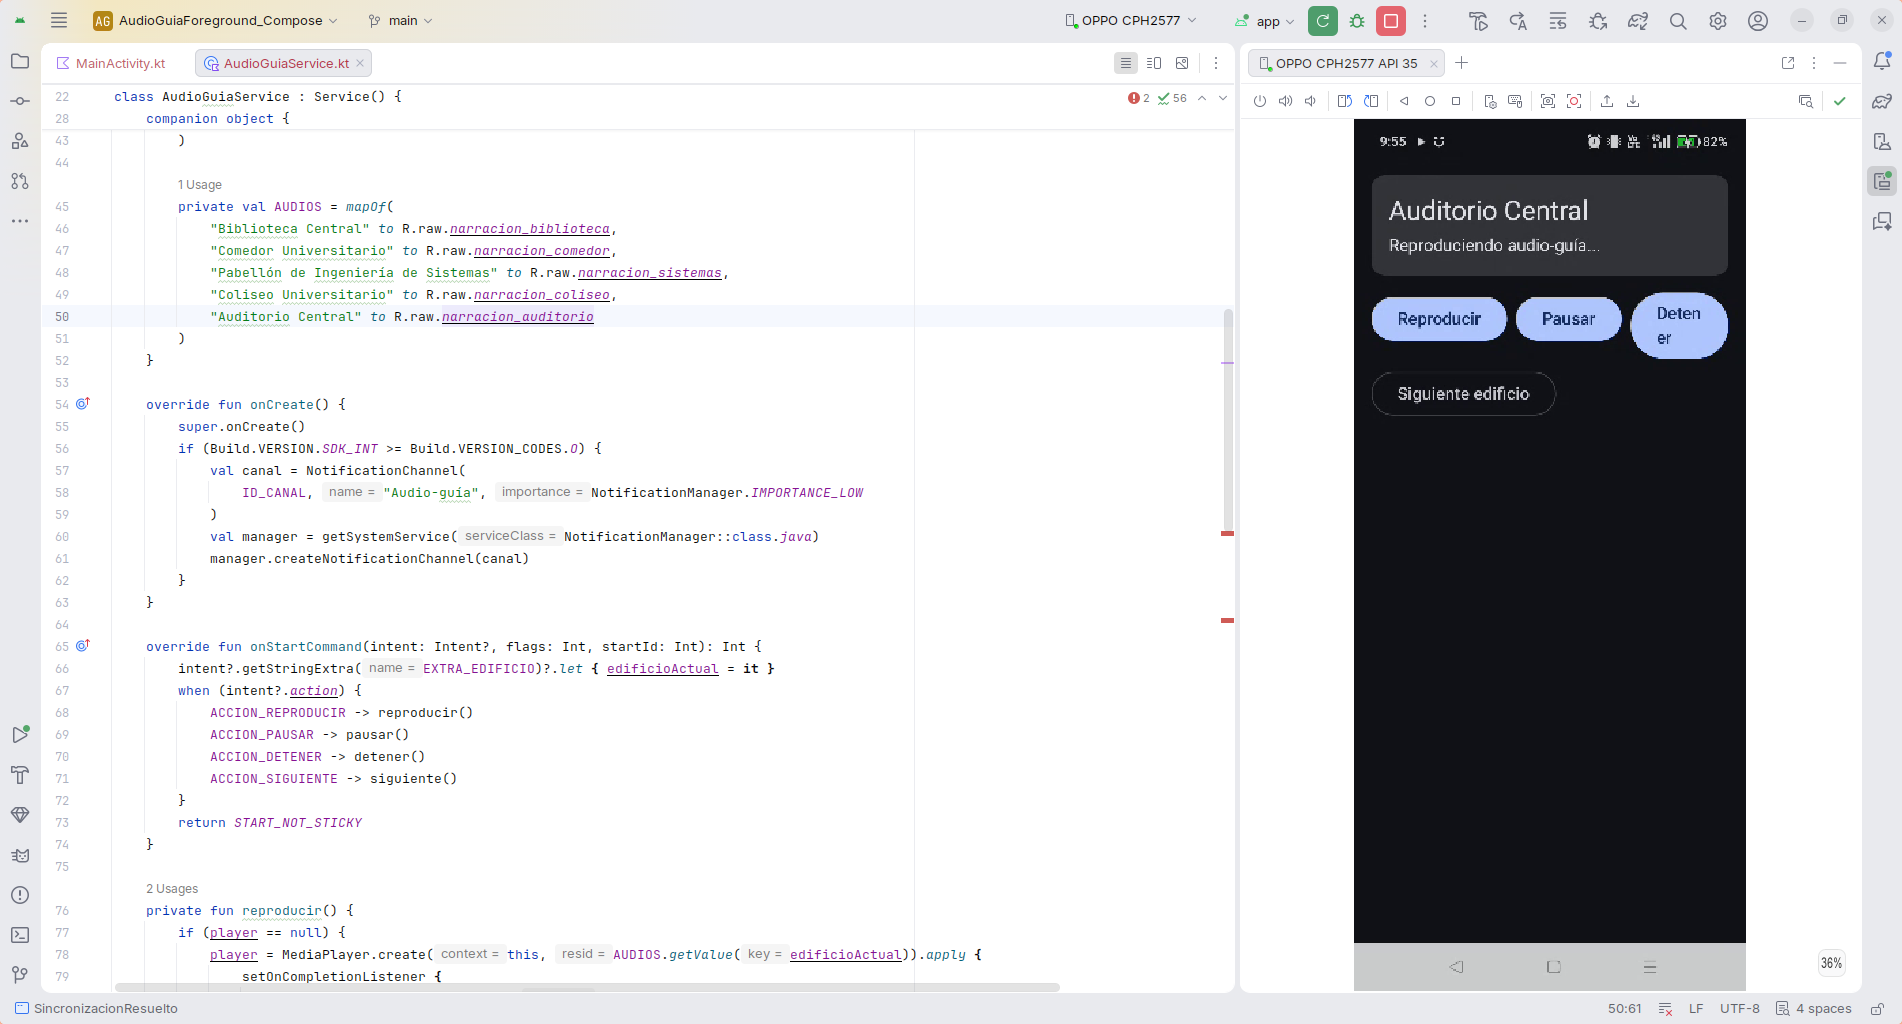 AG AudioGuiaForeground_Compose main OPPO CPH2577 app
MainActivity.kt AudioGuiaService.kt OPPO CPH2577 API 35
22 class AudioGuiaService : Service() { 2 56
28 companion object {
43 )
44
1 Usage
45 private val AUDIOS = mapOf(
46 "Biblioteca Central" to R.raw.narracion_biblioteca,
47 "Comedor Universitario" to R.raw.narracion_comedor,
48 "Pabellón de Ingeniería de Sistemas" to R.raw.narracion_sistemas,
49 "Coliseo Universitario" to R.raw.narracion_coliseo,
50 "Auditorio Central" to R.raw.narracion_auditorio
51 )
52 }
53
54 override fun onCreate() {
55 super.onCreate()
56 if (Build.VERSION.SDK_INT >= Build.VERSION_CODES.O) {
57 val canal = NotificationChannel(
58 ID_CANAL, name = "Audio-guía", importance = NotificationManager.IMPORTANCE_LOW
59 )
60 val manager = getSystemService( serviceClass = NotificationManager::class.java)
61 manager.createNotificationChannel(canal)
62 }
63 }
64
65 override fun onStartCommand(intent: Intent?, flags: Int, startId: Int): Int {
66 intent?.getStringExtra( name = EXTRA_EDIFICIO)?.let { edificioActual = it }
67 when (intent?.action) {
68 ACCION_REPRODUCIR -> reproducir()
69 ACCION_PAUSAR -> pausar()
70 ACCION_DETENER -> detener()
71 ACCION_SIGUIENTE -> siguiente()
72 }
73 return START_NOT_STICKY
74 }
75
2 Usages
76 private fun reproducir() {
77 if (player == null) {
78 player = MediaPlayer.create( context = this, resid = AUDIOS.getValue( key = edificioActual)).apply {
79 setOnCompletionListener {
9:55 82%
Auditorio Central
Reproduciendo audio-guía...
Reproducir Pausar Deten
er
Siguiente edificio
36%
SincronizacionResuelto 50:61 LF UTF-8 4 spaces